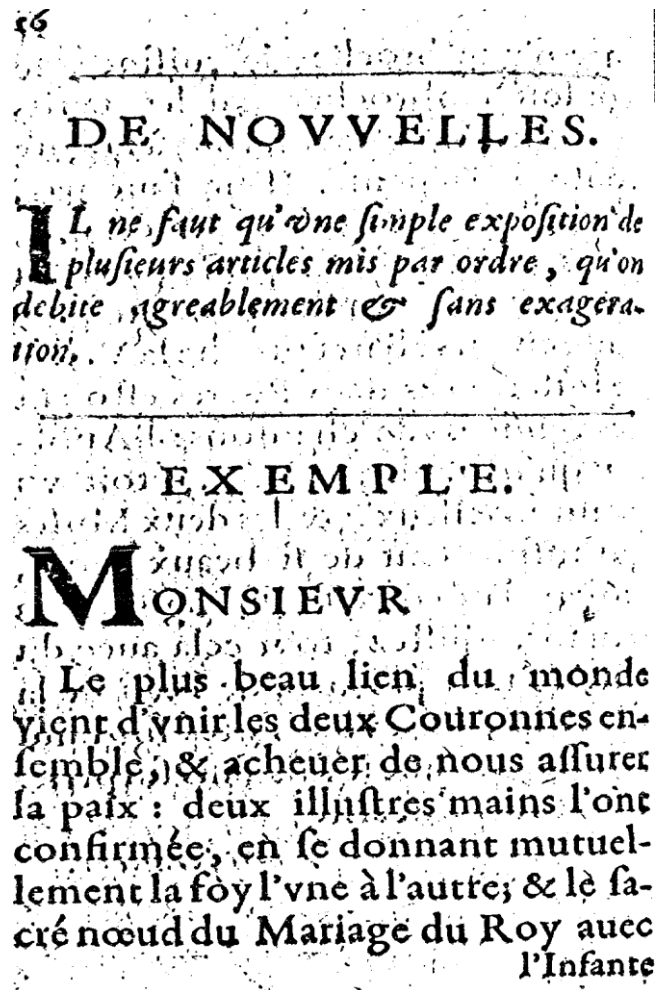 56
DE NOVVELLES.
IL ne faut qu'vne ſimple expoſition de
pluſieurs articles mis par ordre, qu'on
debite agreablement & ſans exagera-
tion.
EXEMPLE.
MONSIEVR
Le plus beau lien du monde
vient d'vnir les deux Couronnes en-
ſemble, & acheuer de nous aſſurer
la paix : deux illuſtres mains l'ont
confirmée, en ſe donnant mutuel-
lement la foy l'vne à l'autre; & le ſa-
cré nœud du Mariage du Roy auec
l'Infante